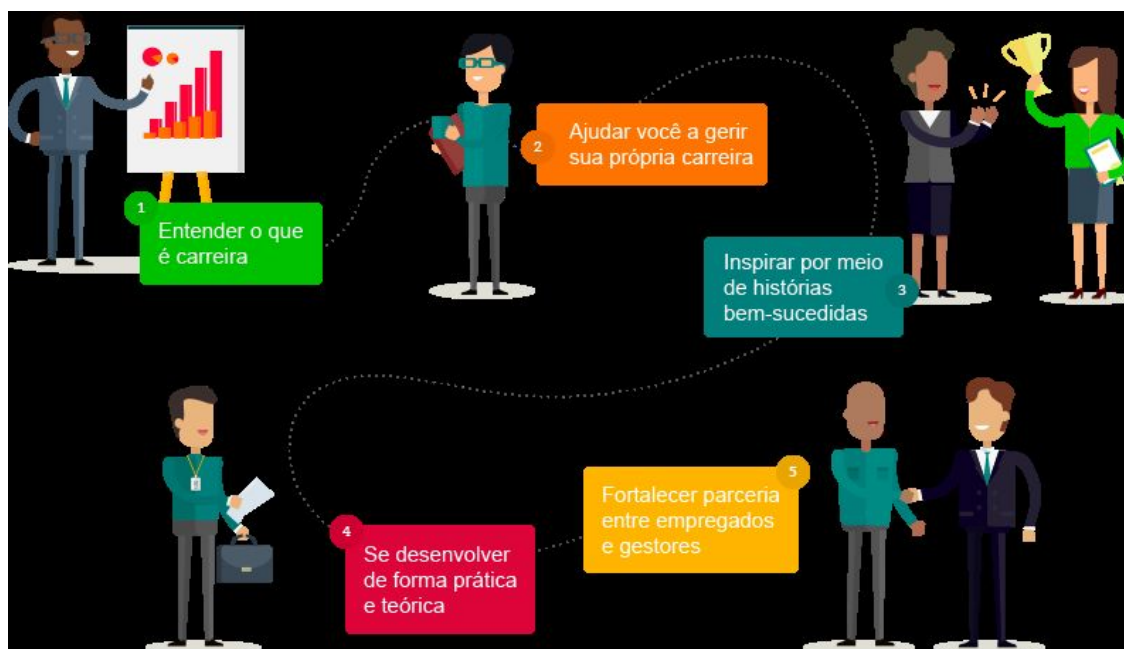 1
Entender o que
é carreira
2
Ajudar você a gerir
sua própria carreira
Inspirar por meio
de histórias
bem-sucedidas
3
4
Se desenvolver
de forma prática
e teórica
5
Fortalecer parceria
entre empregados
e gestores